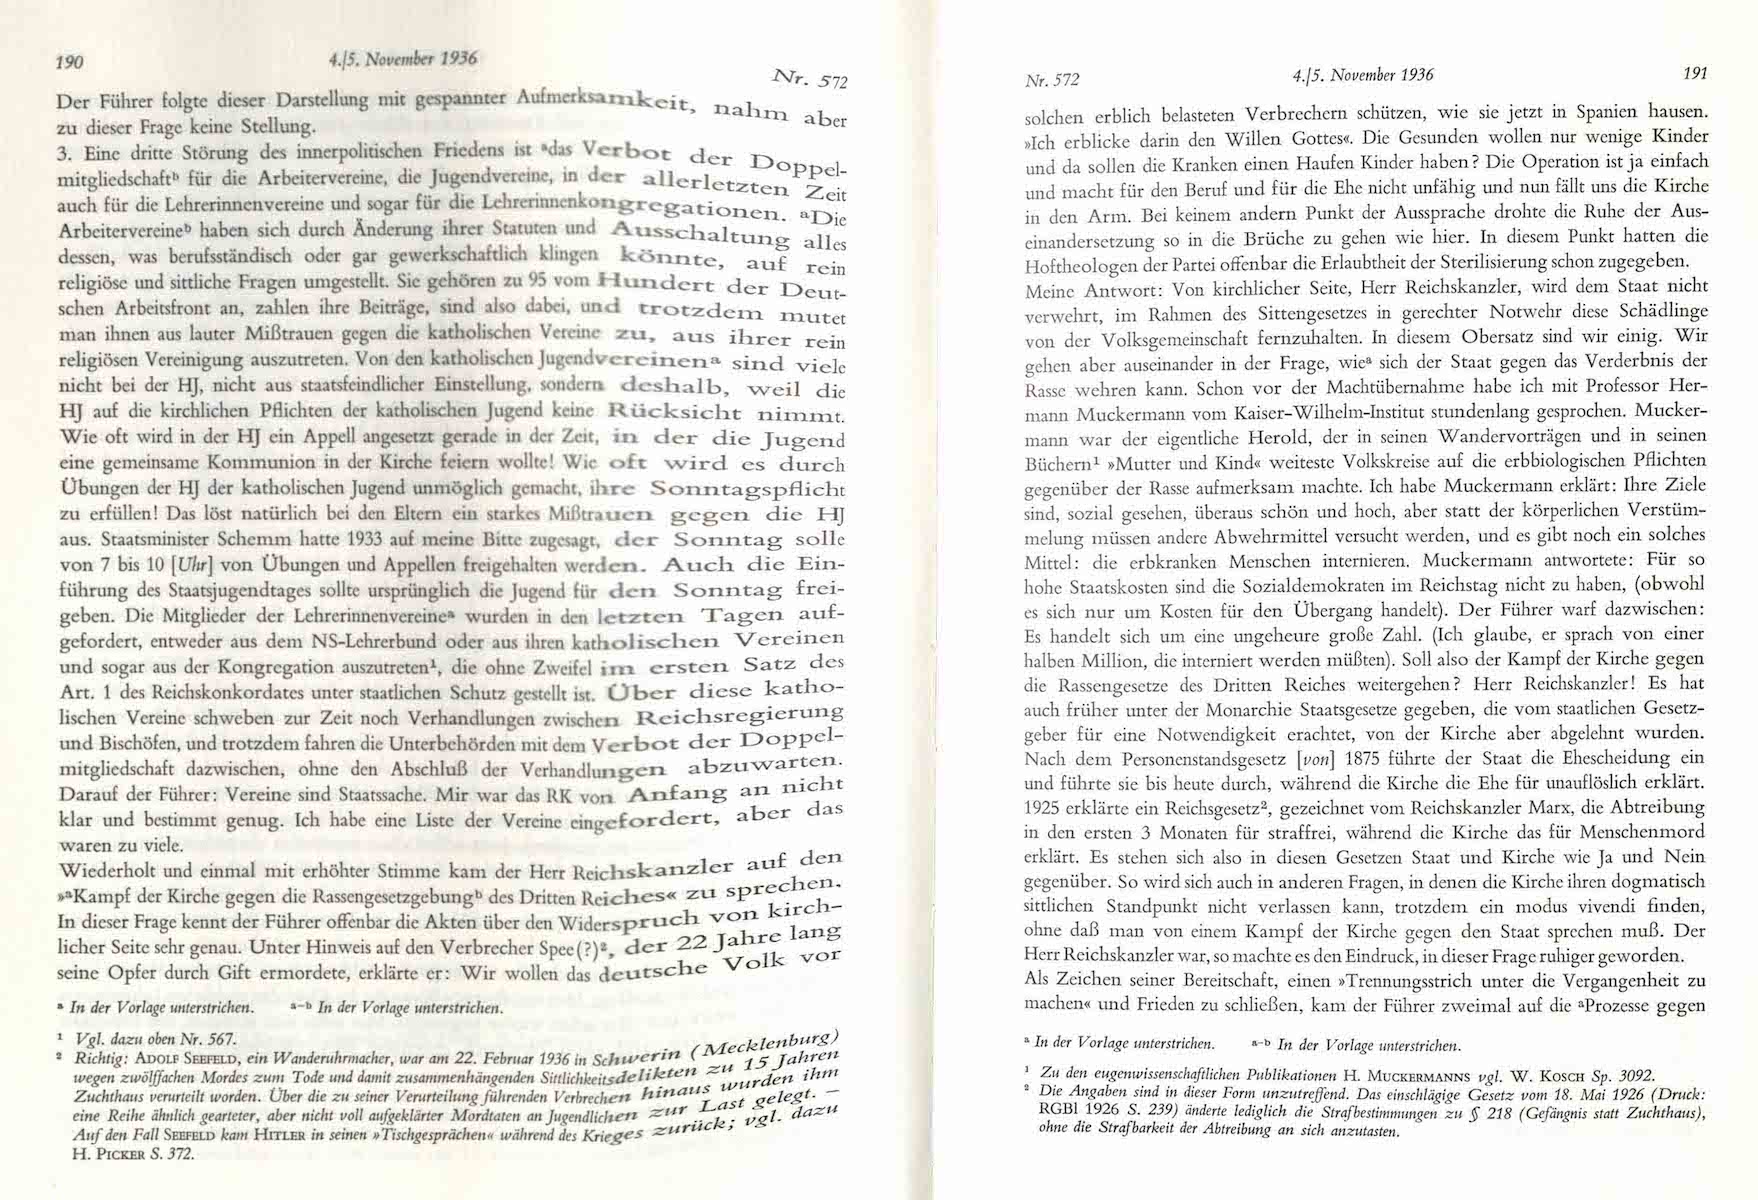 190
4./5. November 1936
Nr. 572
Der Führer folgte dieser Darstellung mit gespannter Aufmerksamkeit, nahm aber
zu dieser Frage keine Stellung.
3. Eine dritte Störung des innerpolitischen Friedens ist ᵃdas Verbot der Doppel-
mitgliedschaftᵇ für die Arbeitervereine, die Jugendvereine, in der allerletzten Zeit
auch für die Lehrerinnenvereine und sogar für die Lehrerinnenkongregationen. ᵃDie
Arbeitervereineᵇ haben sich durch Änderung ihrer Statuten und Ausschaltung alles
dessen, was berufsständisch oder gar gewerkschaftlich klingen könnte, auf rein
religiöse und sittliche Fragen umgestellt. Sie gehören zu 95 vom Hundert der Deut-
schen Arbeitsfront an, zahlen ihre Beiträge, sind also dabei, und trotzdem mutet
man ihnen aus lauter Mißtrauen gegen die katholischen Vereine zu, aus ihrer rein
religiösen Vereinigung auszutreten. Von den katholischen Jugendvereinenᵃ sind viele
nicht bei der HJ, nicht aus staatsfeindlicher Einstellung, sondern deshalb, weil die
HJ auf die kirchlichen Pflichten der katholischen Jugend keine Rücksicht nimmt.
Wie oft wird in der HJ ein Appell angesetzt gerade in der Zeit, in der die Jugend
eine gemeinsame Kommunion in der Kirche feiern wollte! Wie oft wird es durch
Übungen der HJ der katholischen Jugend unmöglich gemacht, ihre Sonntagspflicht
zu erfüllen! Das löst natürlich bei den Eltern ein starkes Mißtrauen gegen die HJ
aus. Staatsminister Schemm hatte 1933 auf meine Bitte zugesagt, der Sonntag solle
von 7 bis 10 [Uhr] von Übungen und Appellen freigehalten werden. Auch die Ein-
führung des Staatsjugendtages sollte ursprünglich die Jugend für den Sonntag frei-
geben. Die Mitglieder der Lehrerinnenvereineᵃ wurden in den letzten Tagen auf-
gefordert, entweder aus dem NS-Lehrerbund oder aus ihren katholischen Vereinen
und sogar aus der Kongregation auszutreten¹, die ohne Zweifel im ersten Satz des
Art. 1 des Reichskonkordates unter staatlichen Schutz gestellt ist. Über diese katho-
lischen Vereine schweben zur Zeit noch Verhandlungen zwischen Reichsregierung
und Bischöfen, und trotzdem fahren die Unterbehörden mit dem Verbot der Doppel-
mitgliedschaft dazwischen, ohne den Abschluß der Verhandlungen abzuwarten.
Darauf der Führer: Vereine sind Staatssache. Mir war das RK von Anfang an nicht
klar und bestimmt genug. Ich habe eine Liste der Vereine eingefordert, aber das
waren zu viele.
Wiederholt und einmal mit erhöhter Stimme kam der Herr Reichskanzler auf den
»ᵃKampf der Kirche gegen die Rassengesetzgebungᵇ des Dritten Reiches« zu sprechen.
In dieser Frage kennt der Führer offenbar die Akten über den Widerspruch von kirch-
licher Seite sehr genau. Unter Hinweis auf den Verbrecher Spee(?)², der 22 Jahre lang
seine Opfer durch Gift ermordete, erklärte er: Wir wollen das deutsche Volk vor
ᵃ In der Vorlage unterstrichen. ᵃ⁻ᵇ In der Vorlage unterstrichen.
¹ Vgl. dazu oben Nr. 567.
² Richtig: ADOLF SEEFELD, ein Wanderuhrmacher, war am 22. Februar 1936 in Schwerin (Mecklenburg)
wegen zwölffachen Mordes zum Tode und damit zusammenhängenden Sittlichkeitsdelikten zu 15 Jahren
Zuchthaus verurteilt worden. Über die zu seiner Verurteilung führenden Verbrechen hinaus wurden ihm
eine Reihe ähnlich gearteter, aber nicht voll aufgeklärter Mordtaten an Jugendlichen zur Last gelegt. –
Auf den Fall SEEFELD kam HITLER in seinen »Tischgesprächen« während des Krieges zurück; vgl. dazu
H. PICKER S. 372.
Nr. 572
4./5. November 1936
191
solchen erblich belasteten Verbrechern schützen, wie sie jetzt in Spanien hausen.
»Ich erblicke darin den Willen Gottes«. Die Gesunden wollen nur wenige Kinder
und da sollen die Kranken einen Haufen Kinder haben? Die Operation ist ja einfach
und macht für den Beruf und für die Ehe nicht unfähig und nun fällt uns die Kirche
in den Arm. Bei keinem andern Punkt der Aussprache drohte die Ruhe der Aus-
einandersetzung so in die Brüche zu gehen wie hier. In diesem Punkt hatten die
Hoftheologen der Partei offenbar die Erlaubtheit der Sterilisierung schon zugegeben.
Meine Antwort: Von kirchlicher Seite, Herr Reichskanzler, wird dem Staat nicht
verwehrt, im Rahmen des Sittengesetzes in gerechter Notwehr diese Schädlinge
von der Volksgemeinschaft fernzuhalten. In diesem Obersatz sind wir einig. Wir
gehen aber auseinander in der Frage, wieᵃ sich der Staat gegen das Verderbnis der
Rasse wehren kann. Schon vor der Machtübernahme habe ich mit Professor Her-
mann Muckermann vom Kaiser-Wilhelm-Institut stundenlang gesprochen. Mucker-
mann war der eigentliche Herold, der in seinen Wandervorträgen und in seinen
Büchern¹ »Mutter und Kind« weiteste Volkskreise auf die erbbiologischen Pflichten
gegenüber der Rasse aufmerksam machte. Ich habe Muckermann erklärt: Ihre Ziele
sind, sozial gesehen, überaus schön und hoch, aber statt der körperlichen Verstüm-
melung müssen andere Abwehrmittel versucht werden, und es gibt noch ein solches
Mittel: die erbkranken Menschen internieren. Muckermann antwortete: Für so
hohe Staatskosten sind die Sozialdemokraten im Reichstag nicht zu haben, (obwohl
es sich nur um Kosten für den Übergang handelt). Der Führer warf dazwischen:
Es handelt sich um eine ungeheure große Zahl. (Ich glaube, er sprach von einer
halben Million, die interniert werden müßten). Soll also der Kampf der Kirche gegen
die Rassengesetze des Dritten Reiches weitergehen? Herr Reichskanzler! Es hat
auch früher unter der Monarchie Staatsgesetze gegeben, die vom staatlichen Gesetz-
geber für eine Notwendigkeit erachtet, von der Kirche aber abgelehnt wurden.
Nach dem Personenstandsgesetz [von] 1875 führte der Staat die Ehescheidung ein
und führte sie bis heute durch, während die Kirche die Ehe für unauflöslich erklärt.
1925 erklärte ein Reichsgesetz², gezeichnet vom Reichskanzler Marx, die Abtreibung
in den ersten 3 Monaten für straffrei, während die Kirche das für Menschenmord
erklärt. Es stehen sich also in diesen Gesetzen Staat und Kirche wie Ja und Nein
gegenüber. So wird sich auch in anderen Fragen, in denen die Kirche ihren dogmatisch
sittlichen Standpunkt nicht verlassen kann, trotzdem ein modus vivendi finden,
ohne daß man von einem Kampf der Kirche gegen den Staat sprechen muß. Der
Herr Reichskanzler war, so machte es den Eindruck, in dieser Frage ruhiger geworden.
Als Zeichen seiner Bereitschaft, einen »Trennungsstrich unter die Vergangenheit zu
machen« und Frieden zu schließen, kam der Führer zweimal auf die ᵃProzesse gegen
ᵃ In der Vorlage unterstrichen. ᵃ⁻ᵇ In der Vorlage unterstrichen.
¹ Zu den eugenwissenschaftlichen Publikationen H. MUCKERMANNS vgl. W. KOSCH Sp. 3092.
² Die Angaben sind in dieser Form unzutreffend. Das einschlägige Gesetz vom 18. Mai 1926 (Druck:
RGBl 1926 S. 239) änderte lediglich die Strafbestimmungen zu § 218 (Gefängnis statt Zuchthaus),
ohne die Strafbarkeit der Abtreibung an sich anzutasten.